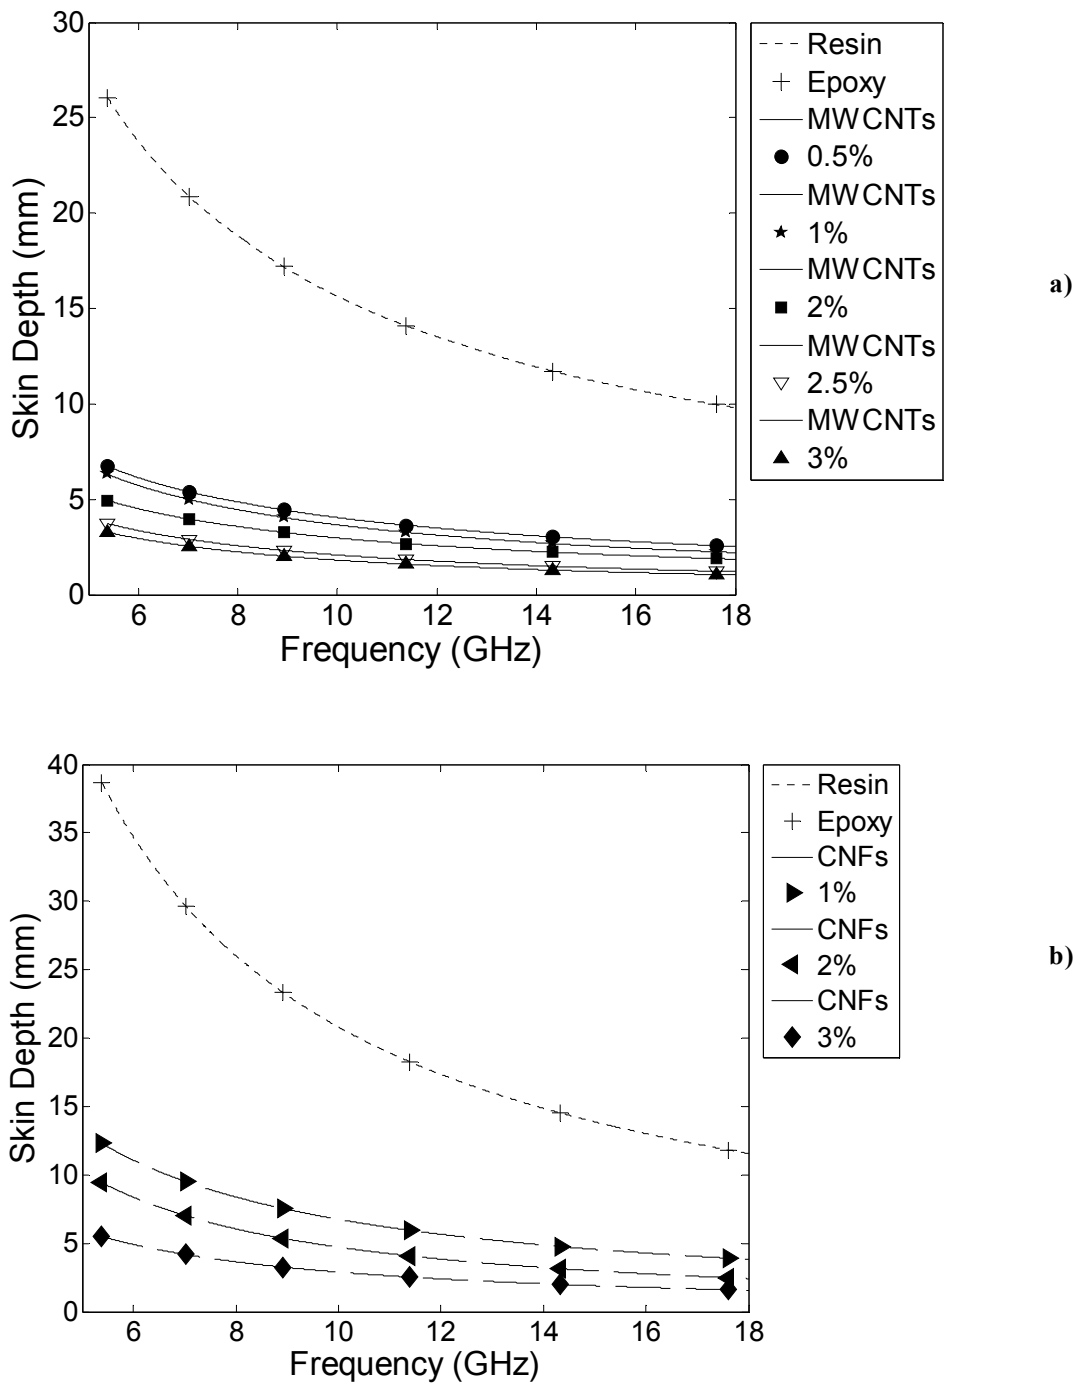 30
25
20
15
10
5
0
Skin Depth (mm)
6 8 10 12 14 16 18
Frequency (GHz)
Resin
Epoxy
MWCNTs
0.5%
MWCNTs
1%
MWCNTs
2%
MWCNTs
2.5%
MWCNTs
3%
a)
40
35
30
25
20
15
10
5
0
Skin Depth (mm)
6 8 10 12 14 16 18
Frequency (GHz)
Resin
Epoxy
CNFs
1%
CNFs
2%
CNFs
3%
b)